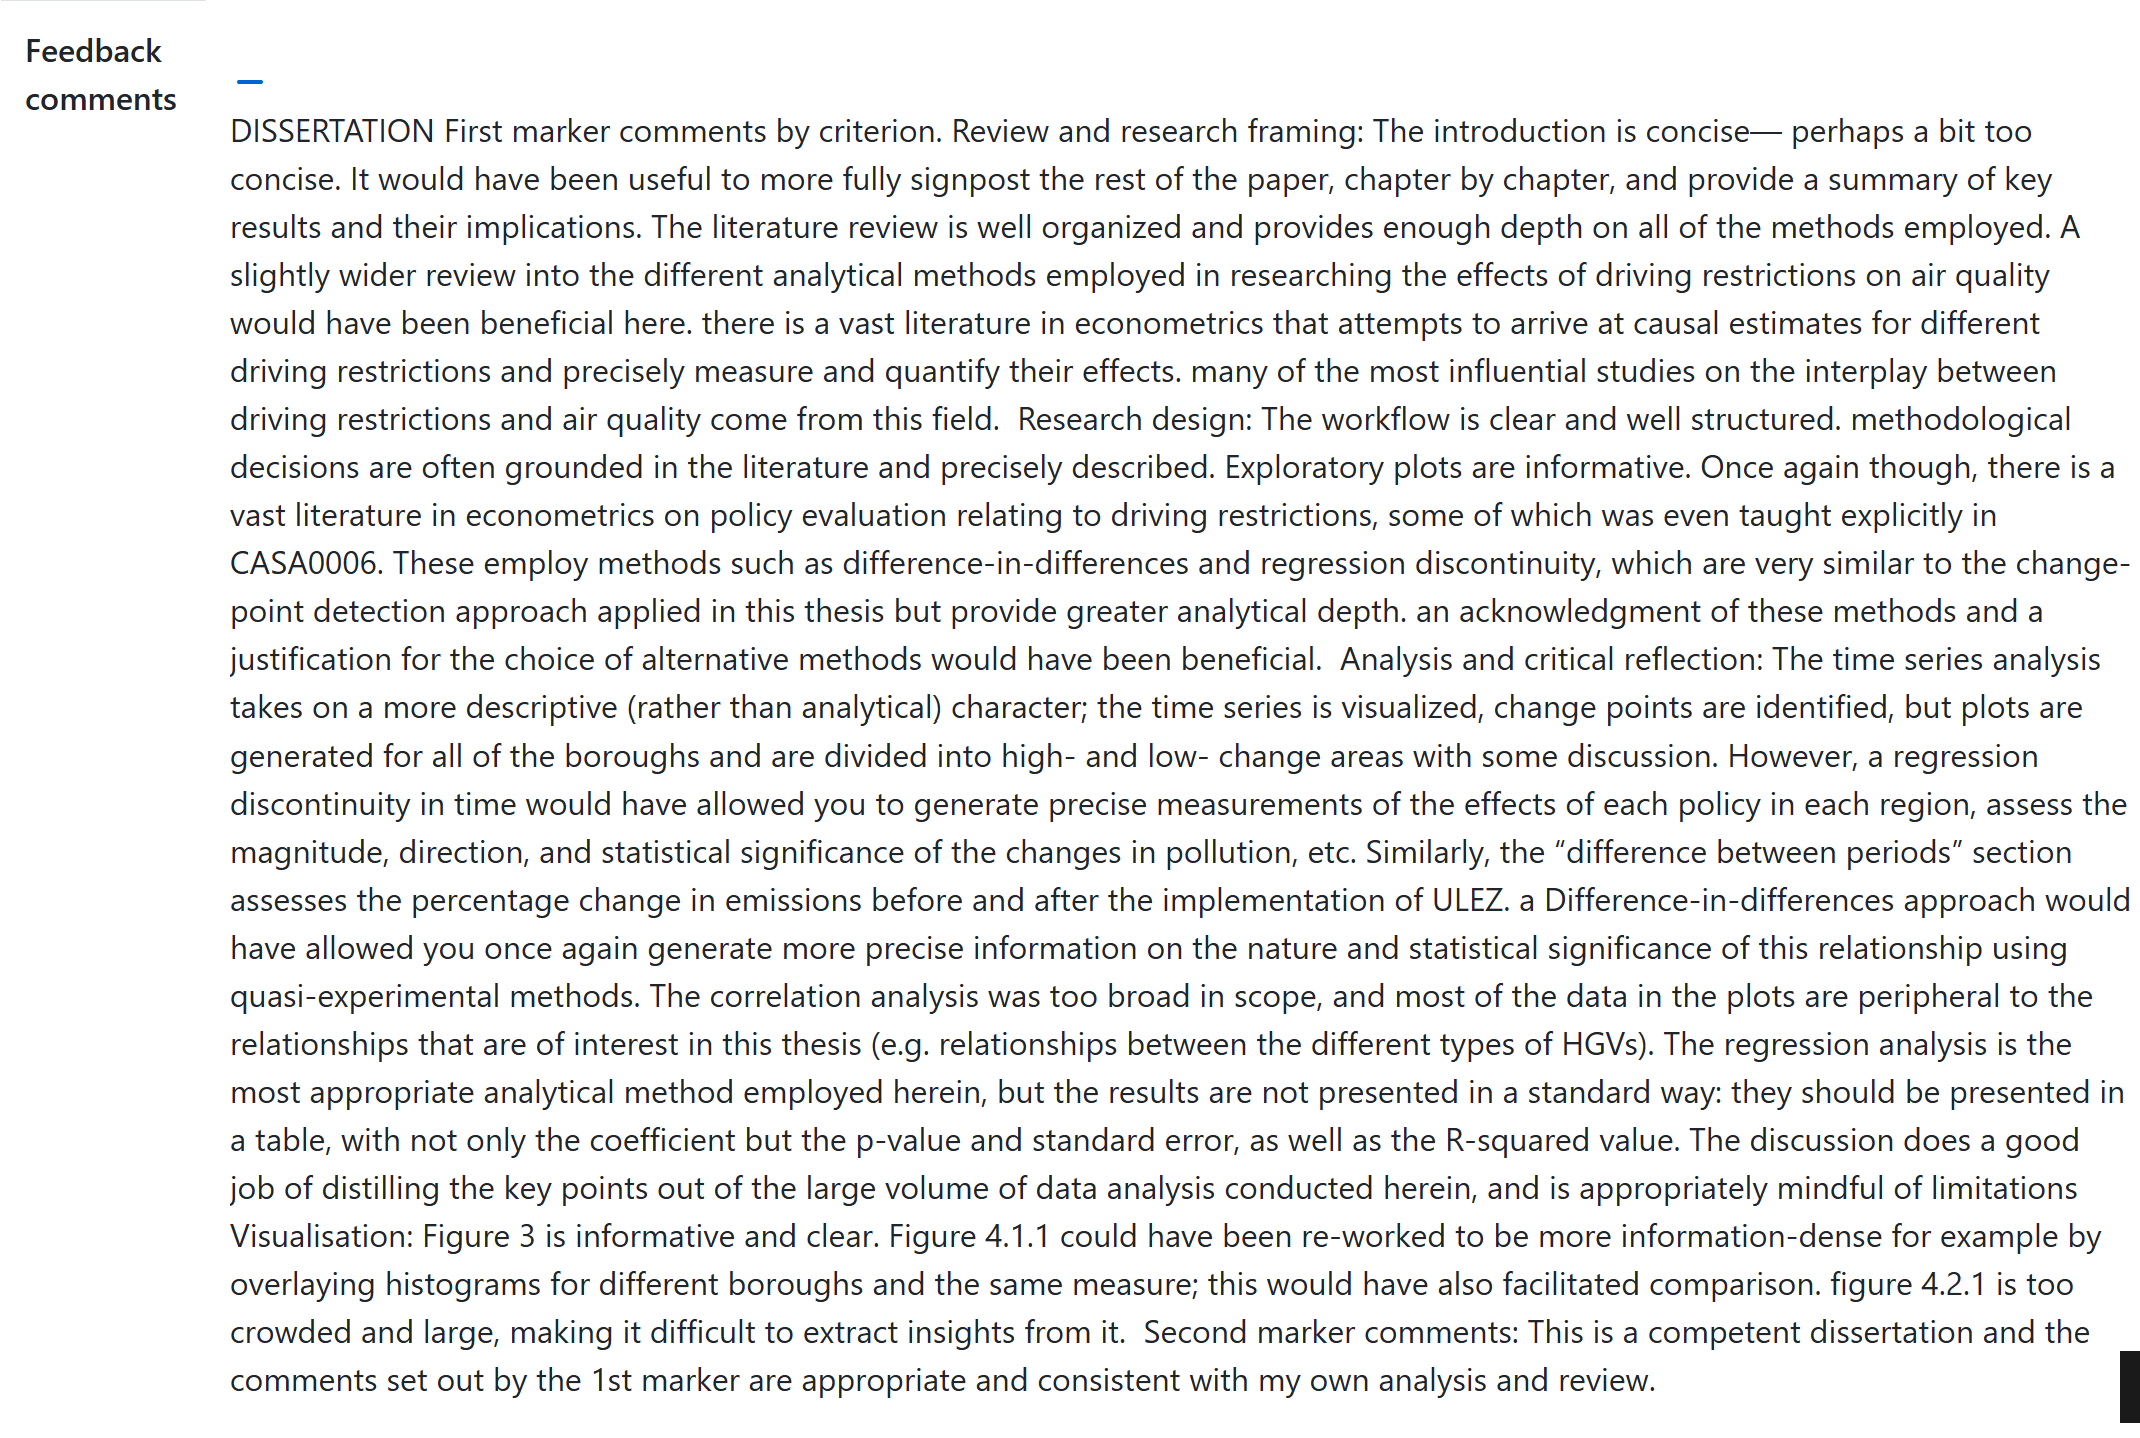 Feedback
comments
DISSERTATION First marker comments by criterion. Review and research framing: The introduction is concise— perhaps a bit too
concise. It would have been useful to more fully signpost the rest of the paper, chapter by chapter, and provide a summary of key
results and their implications. The literature review is well organized and provides enough depth on all of the methods employed. A
slightly wider review into the different analytical methods employed in researching the effects of driving restrictions on air quality
would have been beneficial here. there is a vast literature in econometrics that attempts to arrive at causal estimates for different
driving restrictions and precisely measure and quantify their effects. many of the most influential studies on the interplay between
driving restrictions and air quality come from this field.  Research design: The workflow is clear and well structured. methodological
decisions are often grounded in the literature and precisely described. Exploratory plots are informative. Once again though, there is a
vast literature in econometrics on policy evaluation relating to driving restrictions, some of which was even taught explicitly in
CASA0006. These employ methods such as difference-in-differences and regression discontinuity, which are very similar to the change-
point detection approach applied in this thesis but provide greater analytical depth. an acknowledgment of these methods and a
justification for the choice of alternative methods would have been beneficial.  Analysis and critical reflection: The time series analysis
takes on a more descriptive (rather than analytical) character; the time series is visualized, change points are identified, but plots are
generated for all of the boroughs and are divided into high- and low- change areas with some discussion. However, a regression
discontinuity in time would have allowed you to generate precise measurements of the effects of each policy in each region, assess the
magnitude, direction, and statistical significance of the changes in pollution, etc. Similarly, the “difference between periods” section
assesses the percentage change in emissions before and after the implementation of ULEZ. a Difference-in-differences approach would
have allowed you once again generate more precise information on the nature and statistical significance of this relationship using
quasi-experimental methods. The correlation analysis was too broad in scope, and most of the data in the plots are peripheral to the
relationships that are of interest in this thesis (e.g. relationships between the different types of HGVs). The regression analysis is the
most appropriate analytical method employed herein, but the results are not presented in a standard way: they should be presented in
a table, with not only the coefficient but the p-value and standard error, as well as the R-squared value. The discussion does a good
job of distilling the key points out of the large volume of data analysis conducted herein, and is appropriately mindful of limitations
Visualisation: Figure 3 is informative and clear. Figure 4.1.1 could have been re-worked to be more information-dense for example by
overlaying histograms for different boroughs and the same measure; this would have also facilitated comparison. figure 4.2.1 is too
crowded and large, making it difficult to extract insights from it.  Second marker comments: This is a competent dissertation and the
comments set out by the 1st marker are appropriate and consistent with my own analysis and review.